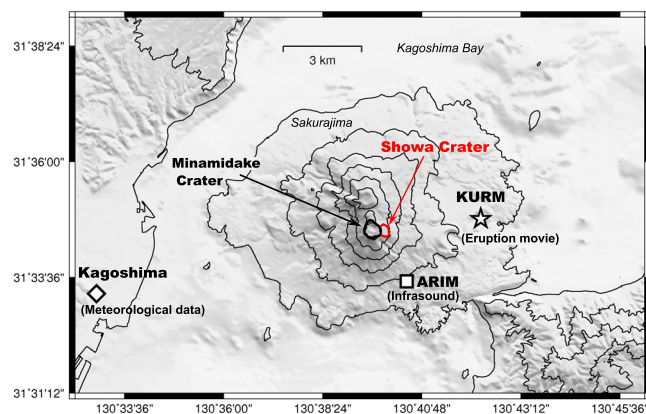 31˚38'24"
Kagoshima Bay
3 km
Sakurajima
31˚36'00"
Showa Crater
Minamidake
Crater
KURM
(Eruption movie)
31˚33'36"
Kagoshima
(Meteorological data)
ARIM
(Infrasound)
31˚31'12"
130˚33'36" 130˚36'00" 130˚38'24" 130˚40'48" 130˚43'12" 130˚45'36"